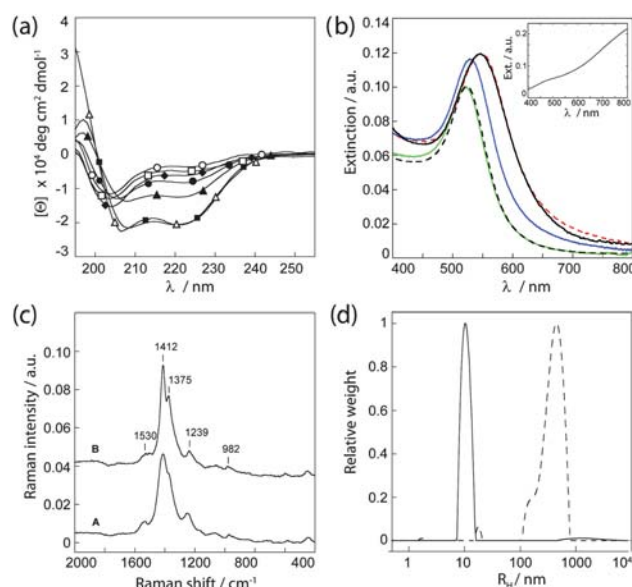 (a)
4
3
2
1
0
-1
-2
-3
[Θ] x 10⁴ deg cm² dmol⁻¹
200 210 220 230 240 250
λ / nm
(b)
0.14
0.12
0.10
0.08
0.06
0.04
0.02
0.00
Extinction / a.u.
400 500 600 700 800
λ / nm
0.2
0.1
0
Ext. / a.u.
400 500 600 700 800
λ / nm
(c)
0.10
0.08
0.06
0.04
0.02
0
Raman intensity / a.u.
1412
1375
1530
1239
982
B
A
2000 1600 1200 800 400
Raman shift / cm⁻¹
(d)
1
0.8
0.6
0.4
0.2
0
Relative weight
1 10 100 1000 10⁴
R_H / nm